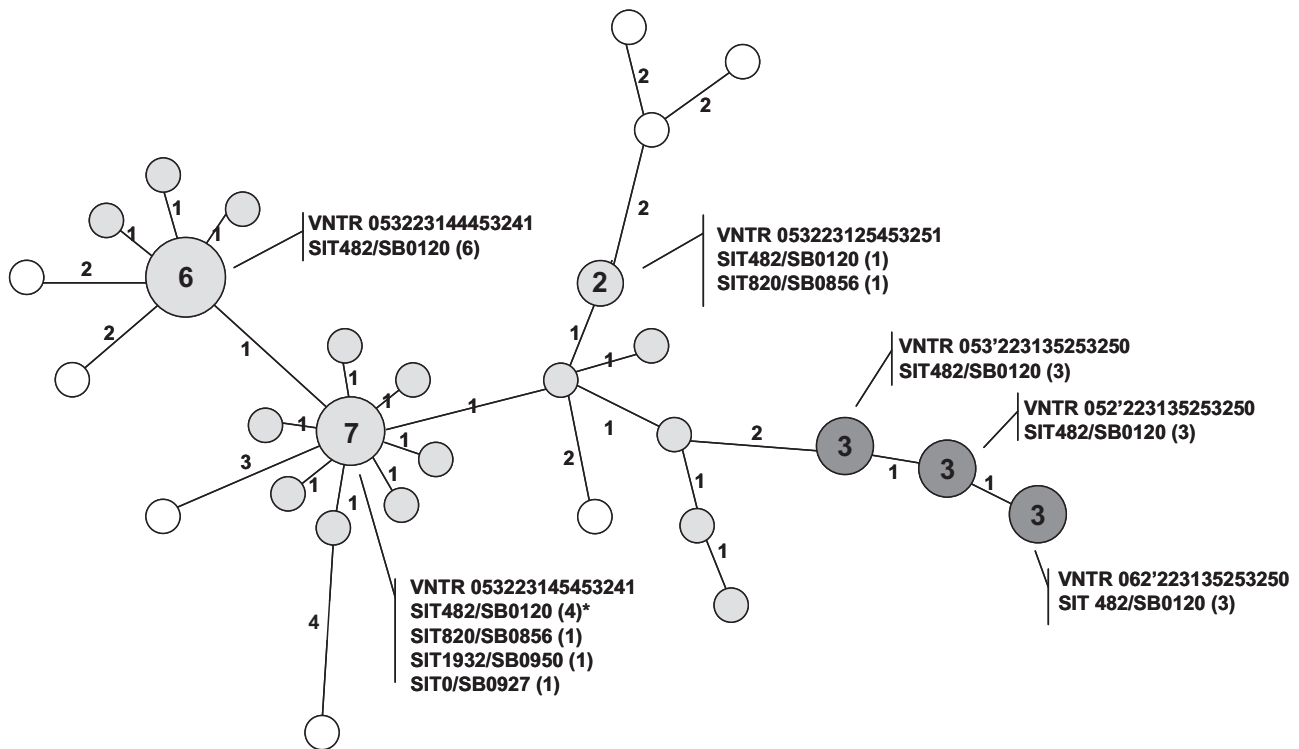 2
2
2
1
1
1
6
2
2
1
VNTR 053223144453241
SIT482/SB0120 (6)
VNTR 053223125453251
SIT482/SB0120 (1)
SIT820/SB0856 (1)
2
1
1
VNTR 053’223135253250
SIT482/SB0120 (3)
VNTR 052’223135253250
SIT482/SB0120 (3)
1
1
1
1
7
1
3
1
1
1
1
2
1
2
3
1
3
1
3
1
1
4
VNTR 053223145453241
SIT482/SB0120 (4)*
SIT820/SB0856 (1)
SIT1932/SB0950 (1)
SIT0/SB0927 (1)
VNTR 062’223135253250
SIT 482/SB0120 (3)